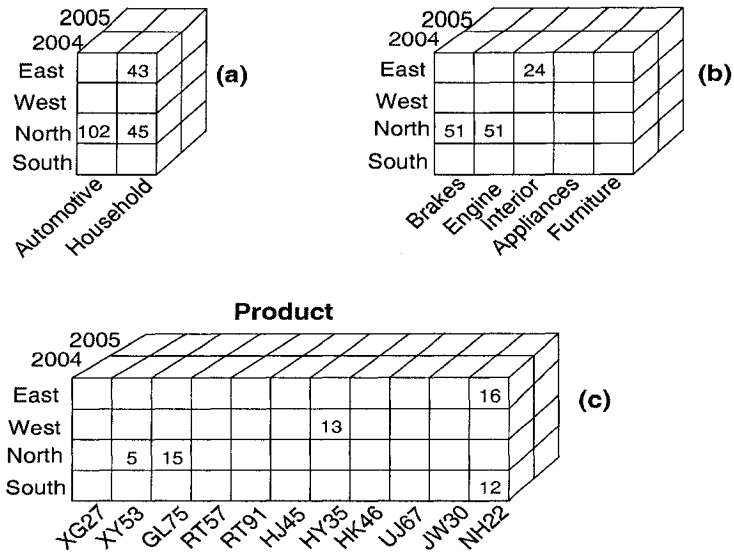 2005
2004
East 43
West
North 102 45
South
Automotive
Household
(a)
2005
2004
East 24
West
North 51 51
South
Brakes
Engine
Interior
Appliances
Furniture
(b)
Product
2005
2004
East 16
West 13
North 5 15
South 12
XG27
XY53
GL75
RT57
RT91
HJ45
HY35
HK46
UJ67
JW30
NH22
(c)